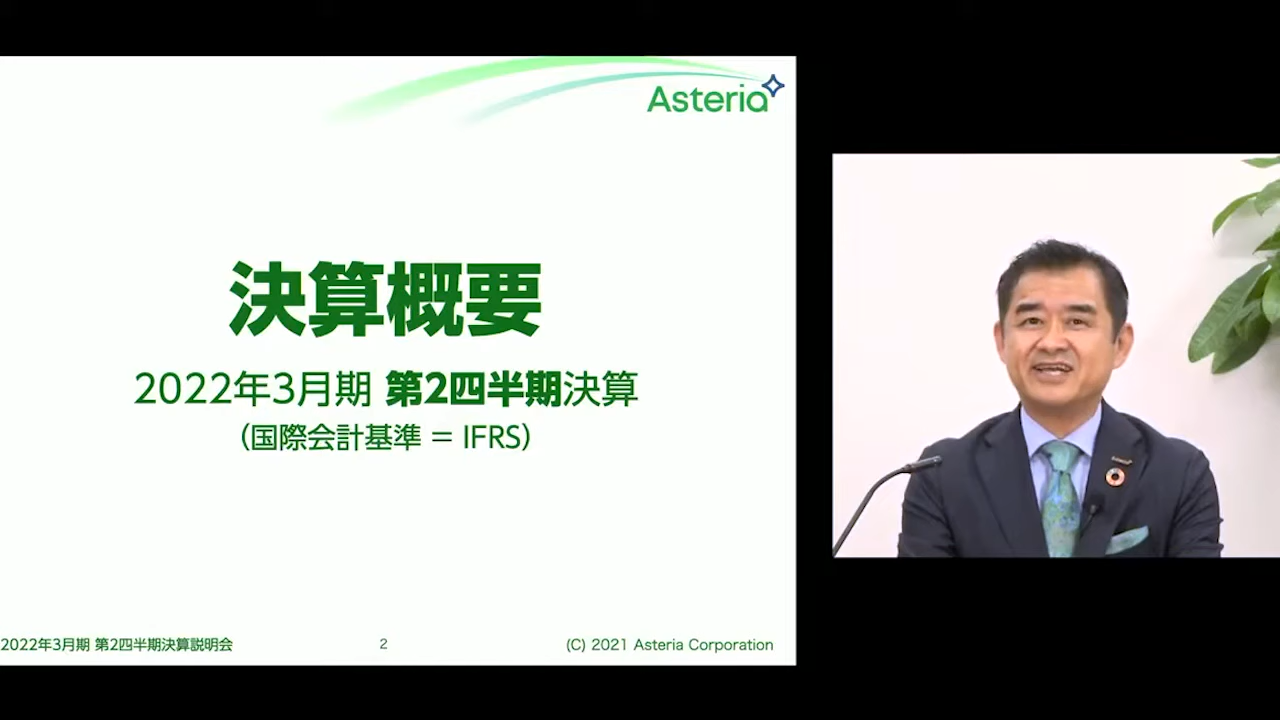 Asteria
決算概要
2022年3月期 第2四半期決算
（国際会計基準 = IFRS）
2022年3月期 第2四半期決算説明会
2
(C) 2021 Asteria Corporation